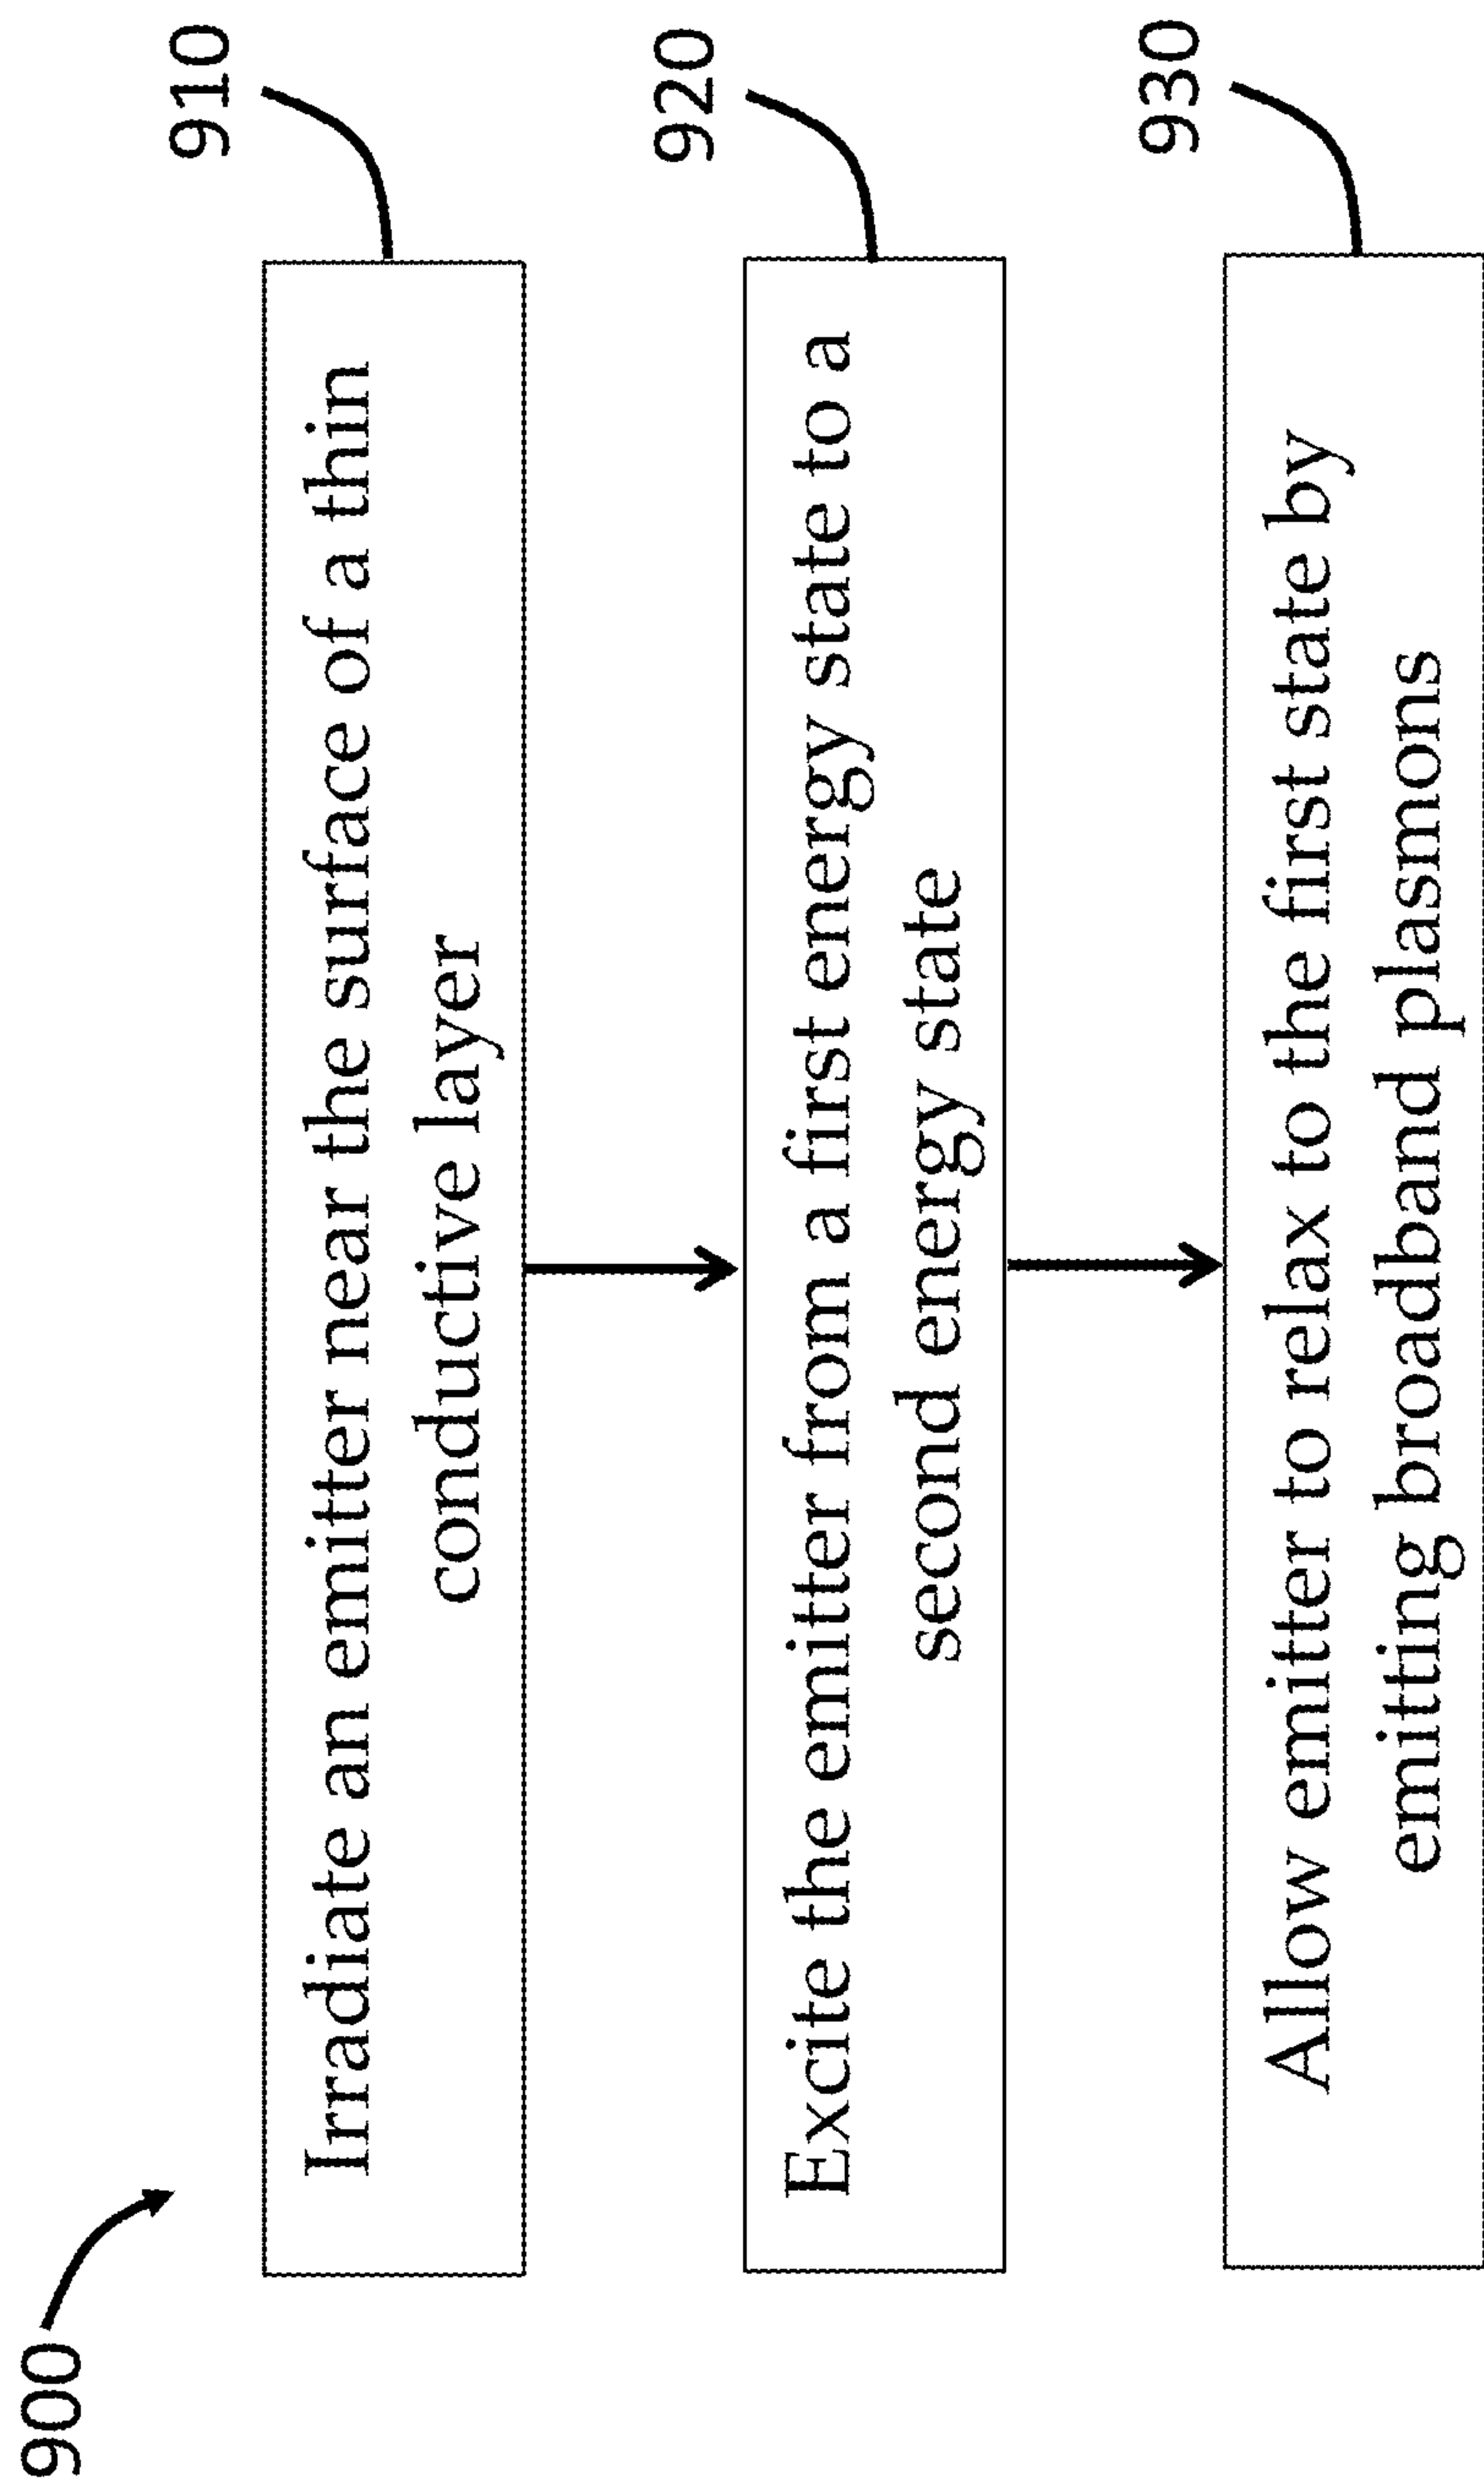 900
910
Irradiate an emitter near the surface of a thin
conductive layer
920
Excite the emitter from a first energy state to a
second energy state
930
Allow emitter to relax to the first state by
emitting broadband plasmons